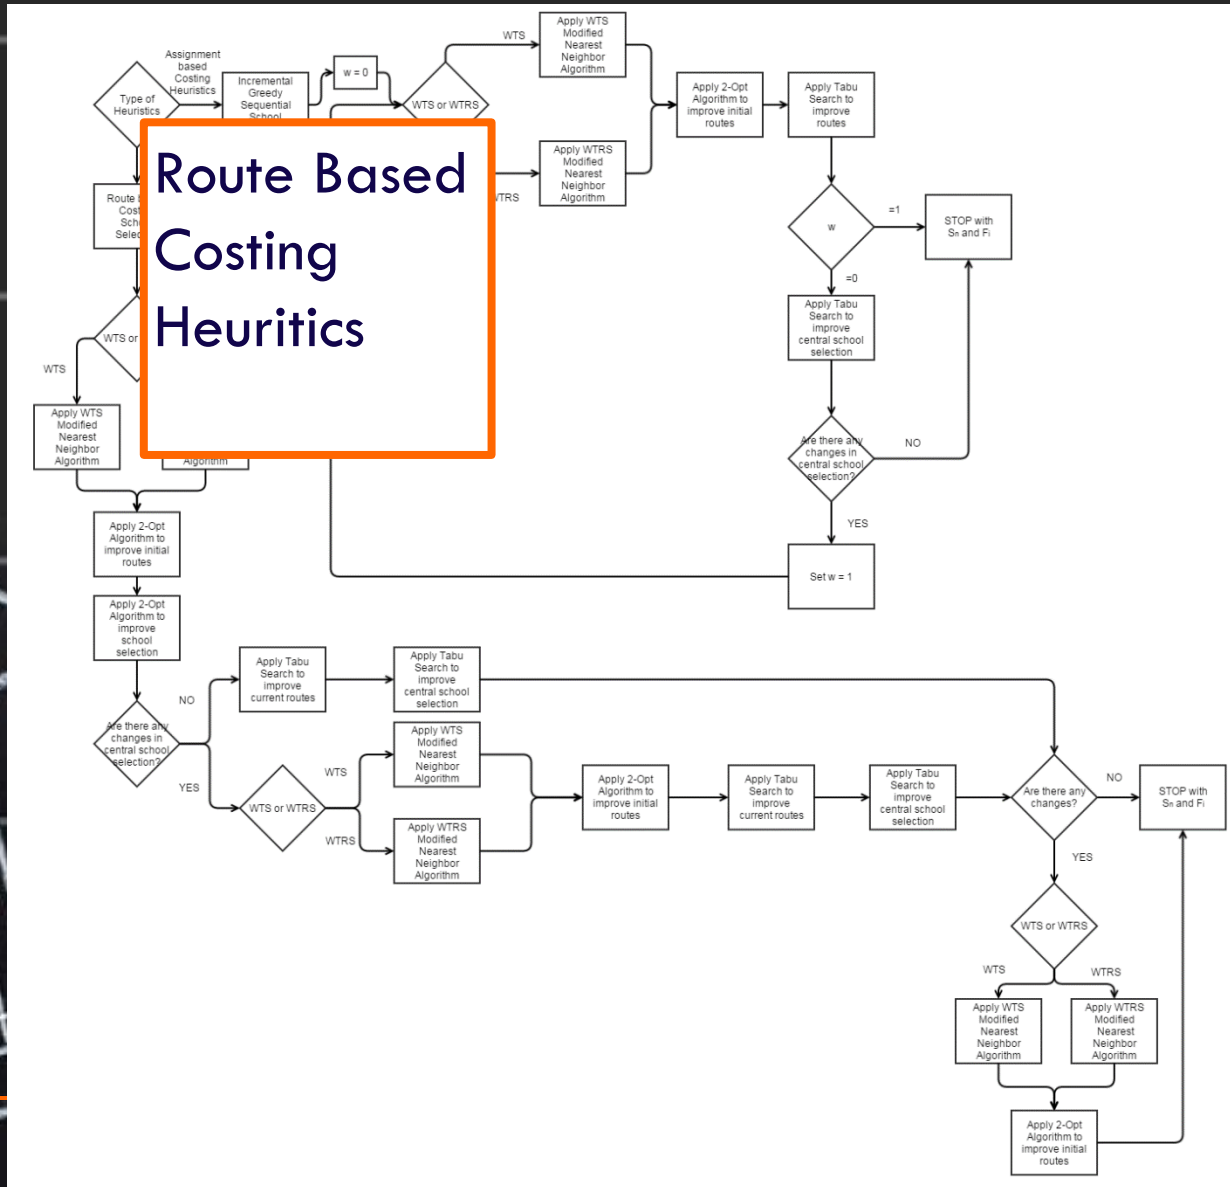 Assignment
based
Costing
Heuristics
Type of
Heuristics
Incremental
Greedy
Sequential
School
w = 0
WTS or WTRS
WTS
Apply WTS
Modified
Nearest
Neighbor
Algorithm
Apply WTRS
Modified
Nearest
Neighbor
Algorithm
Apply 2-Opt
Algorithm to
improve initial
routes
Apply Tabu
Search to
improve
routes
w
=1
STOP with
Sn and Fi
=0
Apply Tabu
Search to
improve
central school
selection
Are there any
changes in
central school
selection?
NO
YES
Set w = 1
Route Based
Costing
Heuritics
Route
WTS or
WTS
Apply WTS
Modified
Nearest
Neighbor
Algorithm
Algorithm
Apply 2-Opt
Algorithm to
improve initial
routes
Apply 2-Opt
Algorithm to
improve
school
selection
Are there any
changes in
central school
selection?
NO
YES
Apply Tabu
Search to
improve
current routes
Apply Tabu
Search to
improve
central school
selection
WTS or WTRS
WTS
WTRS
Apply WTS
Modified
Nearest
Neighbor
Algorithm
Apply WTRS
Modified
Nearest
Neighbor
Algorithm
Apply 2-Opt
Algorithm to
improve initial
routes
Apply Tabu
Search to
improve
current routes
Apply Tabu
Search to
improve
central school
selection
Are there any
changes?
NO
STOP with
Sn and Fi
YES
WTS or WTRS
WTS
WTRS
Apply WTS
Modified
Nearest
Neighbor
Algorithm
Apply WTRS
Modified
Nearest
Neighbor
Algorithm
Apply 2-Opt
Algorithm to
improve initial
routes